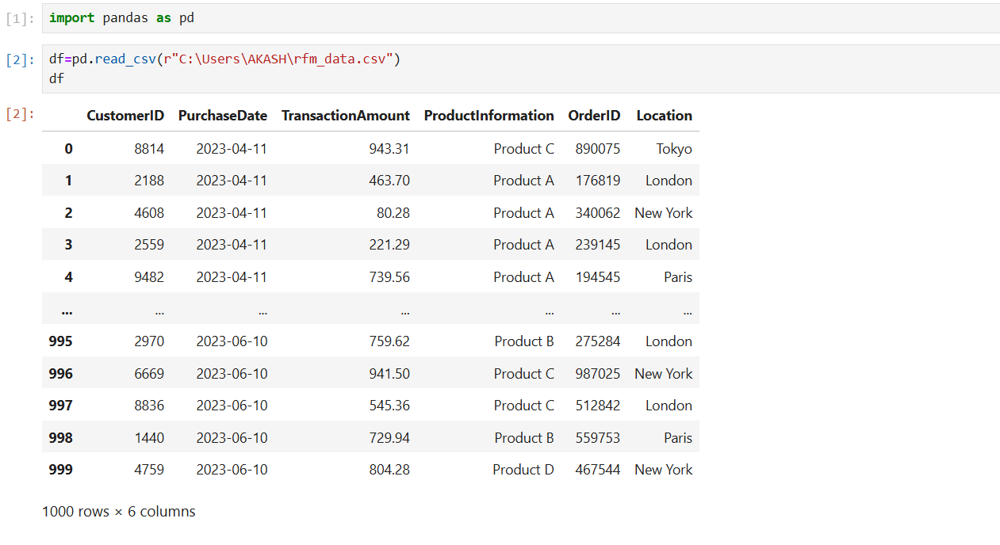 [1]: import pandas as pd
[2]: df=pd.read_csv(r"C:\Users\AKASH\rfm_data.csv")
df
[2]: CustomerID PurchaseDate TransactionAmount ProductInformation OrderID Location
0 8814 2023-04-11 943.31 Product C 890075 Tokyo
1 2188 2023-04-11 463.70 Product A 176819 London
2 4608 2023-04-11 80.28 Product A 340062 New York
3 2559 2023-04-11 221.29 Product A 239145 London
4 9482 2023-04-11 739.56 Product A 194545 Paris
... ... ... ... ... ... ...
995 2970 2023-06-10 759.62 Product B 275284 London
996 6669 2023-06-10 941.50 Product C 987025 New York
997 8836 2023-06-10 545.36 Product C 512842 London
998 1440 2023-06-10 729.94 Product B 559753 Paris
999 4759 2023-06-10 804.28 Product D 467544 New York
1000 rows × 6 columns